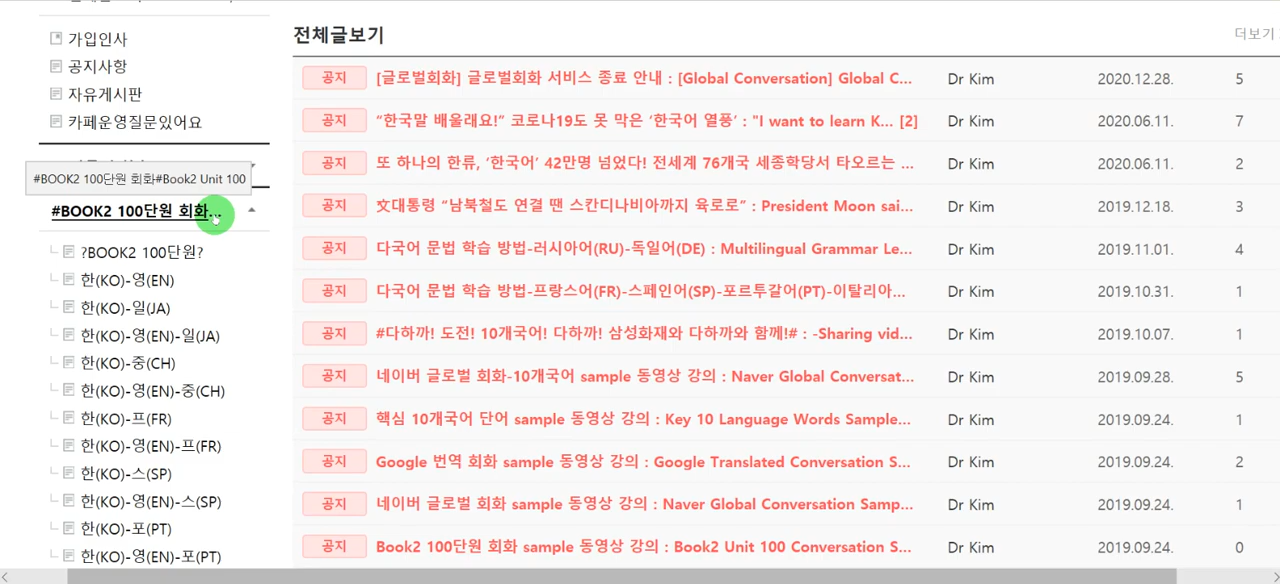 가입인사
공지사항
자유게시판
카페운영질문있어요
#BOOK2 100단원 회화#Book2 Unit 100
#BOOK2 100단원 회화...
?BOOK2 100단원?
한(KO)-영(EN)
한(KO)-일(JA)
한(KO)-영(EN)-일(JA)
한(KO)-중(CH)
한(KO)-영(EN)-중(CH)
한(KO)-프(FR)
한(KO)-영(EN)-프(FR)
한(KO)-스(SP)
한(KO)-영(EN)-스(SP)
한(KO)-포(PT)
한(KO)-영(EN)-포(PT)
전체글보기 더보기
공지 [글로벌회화] 글로벌회화 서비스 종료 안내 : [Global Conversation] Global C... Dr Kim 2020.12.28. 5
공지 “한국말 배울래요!” 코로나19도 못 막은 ‘한국어 열풍’ : "I want to learn K... [2] Dr Kim 2020.06.11. 7
공지 또 하나의 한류, ‘한국어’ 42만명 넘었다! 전세계 76개국 세종학당서 타오르는 ... Dr Kim 2020.06.11. 2
공지 文대통령 “남북철도 연결 땐 스칸디나비아까지 육로로” : President Moon sai... Dr Kim 2019.12.18. 3
공지 다국어 문법 학습 방법-러시아어(RU)-독일어(DE) : Multilingual Grammar Le... Dr Kim 2019.11.01. 4
공지 다국어 문법 학습 방법-프랑스어(FR)-스페인어(SP)-포르투갈어(PT)-이탈리아... Dr Kim 2019.10.31. 1
공지 #다하까! 도전! 10개국어! 다하까! 삼성화재와 다하까와 함께!# : -Sharing vid... Dr Kim 2019.10.07. 1
공지 네이버 글로벌 회화-10개국어 sample 동영상 강의 : Naver Global Conversat... Dr Kim 2019.09.28. 5
공지 핵심 10개국어 단어 sample 동영상 강의 : Key 10 Language Words Sample... Dr Kim 2019.09.24. 1
공지 Google 번역 회화 sample 동영상 강의 : Google Translated Conversation S... Dr Kim 2019.09.24. 2
공지 네이버 글로벌 회화 sample 동영상 강의 : Naver Global Conversation Samp... Dr Kim 2019.09.24. 1
공지 Book2 100단원 회화 sample 동영상 강의 : Book2 Unit 100 Conversation S... Dr Kim 2019.09.24. 0